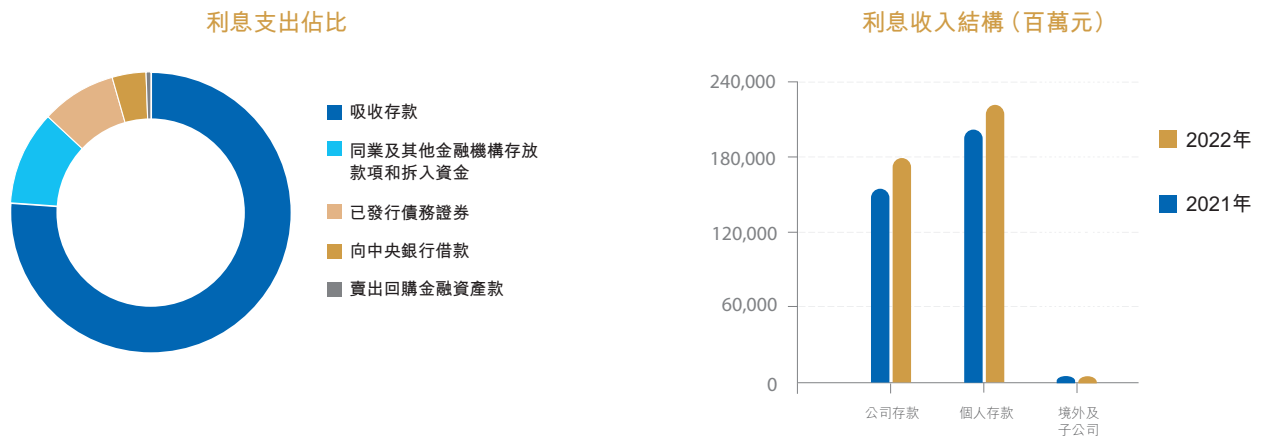 利息支出佔比
吸收存款
同業及其他金融機構存放
款項和拆入資金
已發行債務證券
向中央銀行借款
賣出回購金融資產款
利息收入結構（百萬元）
240,000
180,000
120,000
60,000
0
公司存款
個人存款
境外及
子公司
2022年
2021年